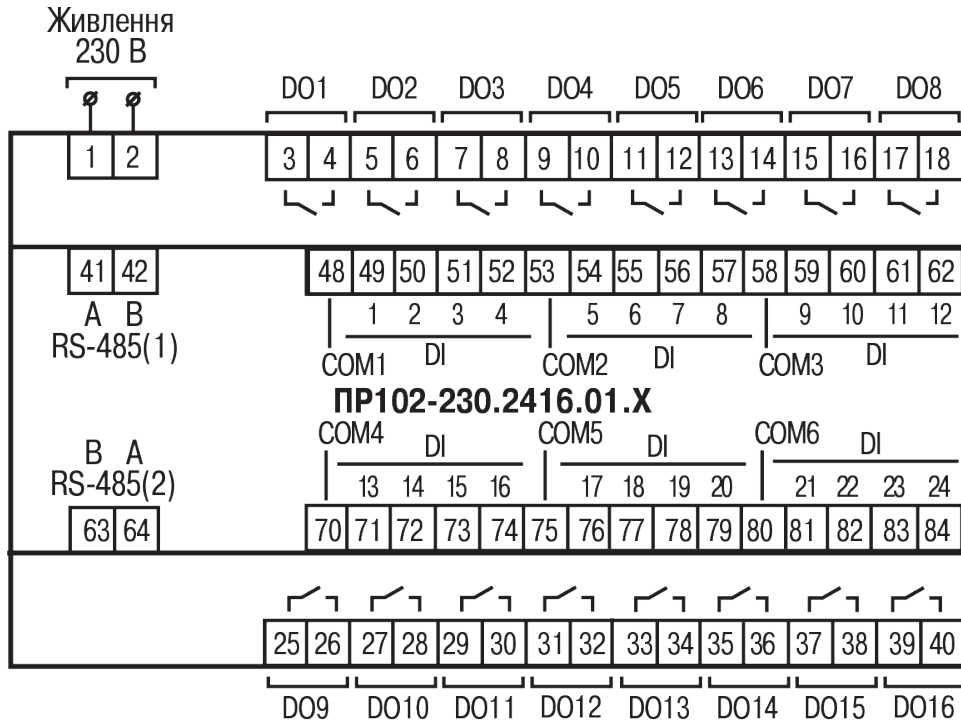 Живлення
230 В
DO1 DO2 DO3 DO4 DO5 DO6 DO7 DO8
1 2 3 4 5 6 7 8 9 10 11 12 13 14 15 16 17 18
41 42 48 49 50 51 52 53 54 55 56 57 58 59 60 61 62
A B 1 2 3 4 5 6 7 8 9 10 11 12
RS-485(1) COM1 DI COM2 DI COM3 DI
ПР102-230.2416.01.X
COM4 DI COM5 DI COM6 DI
B A
RS-485(2) 13 14 15 16 17 18 19 20 21 22 23 24
63 64 70 71 72 73 74 75 76 77 78 79 80 81 82 83 84
25 26 27 28 29 30 31 32 33 34 35 36 37 38 39 40
DO9 DO10 DO11 DO12 DO13 DO14 DO15 DO16